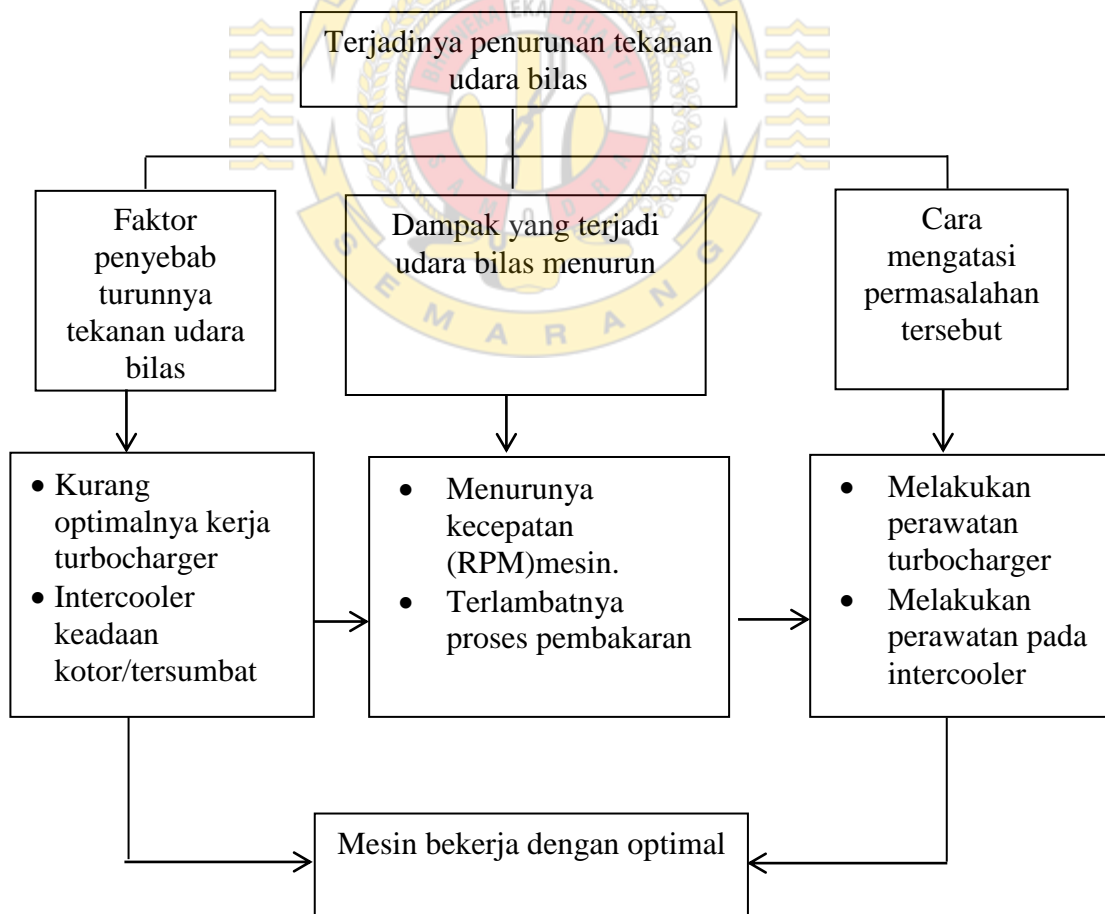 Terjadinya penurunan tekanan
udara bilas
Faktor
penyebab
turunnya
tekanan udara
bilas
Dampak yang terjadi
udara bilas menurun
Cara
mengatasi
permasalahan
tersebut
SEMARANG
• Kurang
optimalnya kerja
turbocharger
• Intercooler
keadaan
kotor/tersumbat
• Menurunya
kecepatan
(RPM)mesin.
• Terlambatnya
proses pembakaran
• Melakukan
perawatan
turbocharger
• Melakukan
perawatan pada
intercooler
Mesin bekerja dengan optimal